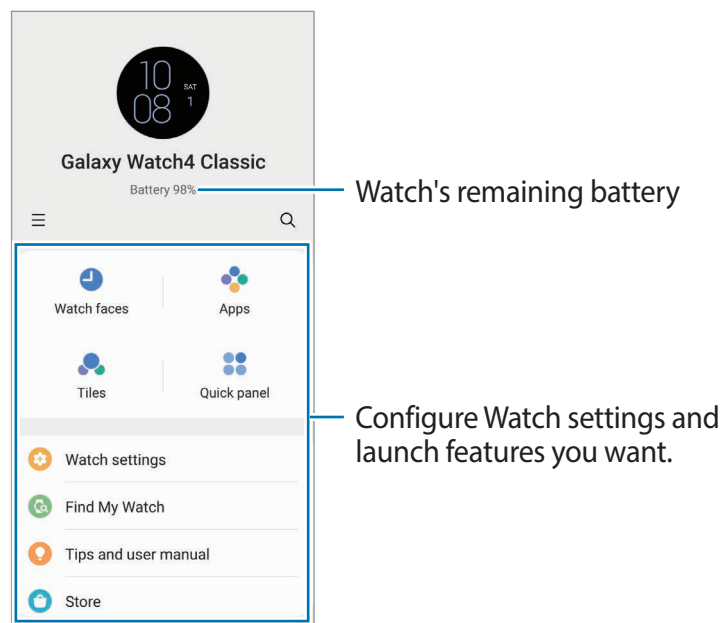 10
08
SAT
1
Galaxy Watch4 Classic
Battery 98%
Watch's remaining battery
Watch faces
Apps
Tiles
Quick panel
Configure Watch settings and
launch features you want.
Watch settings
Find My Watch
Tips and user manual
Store